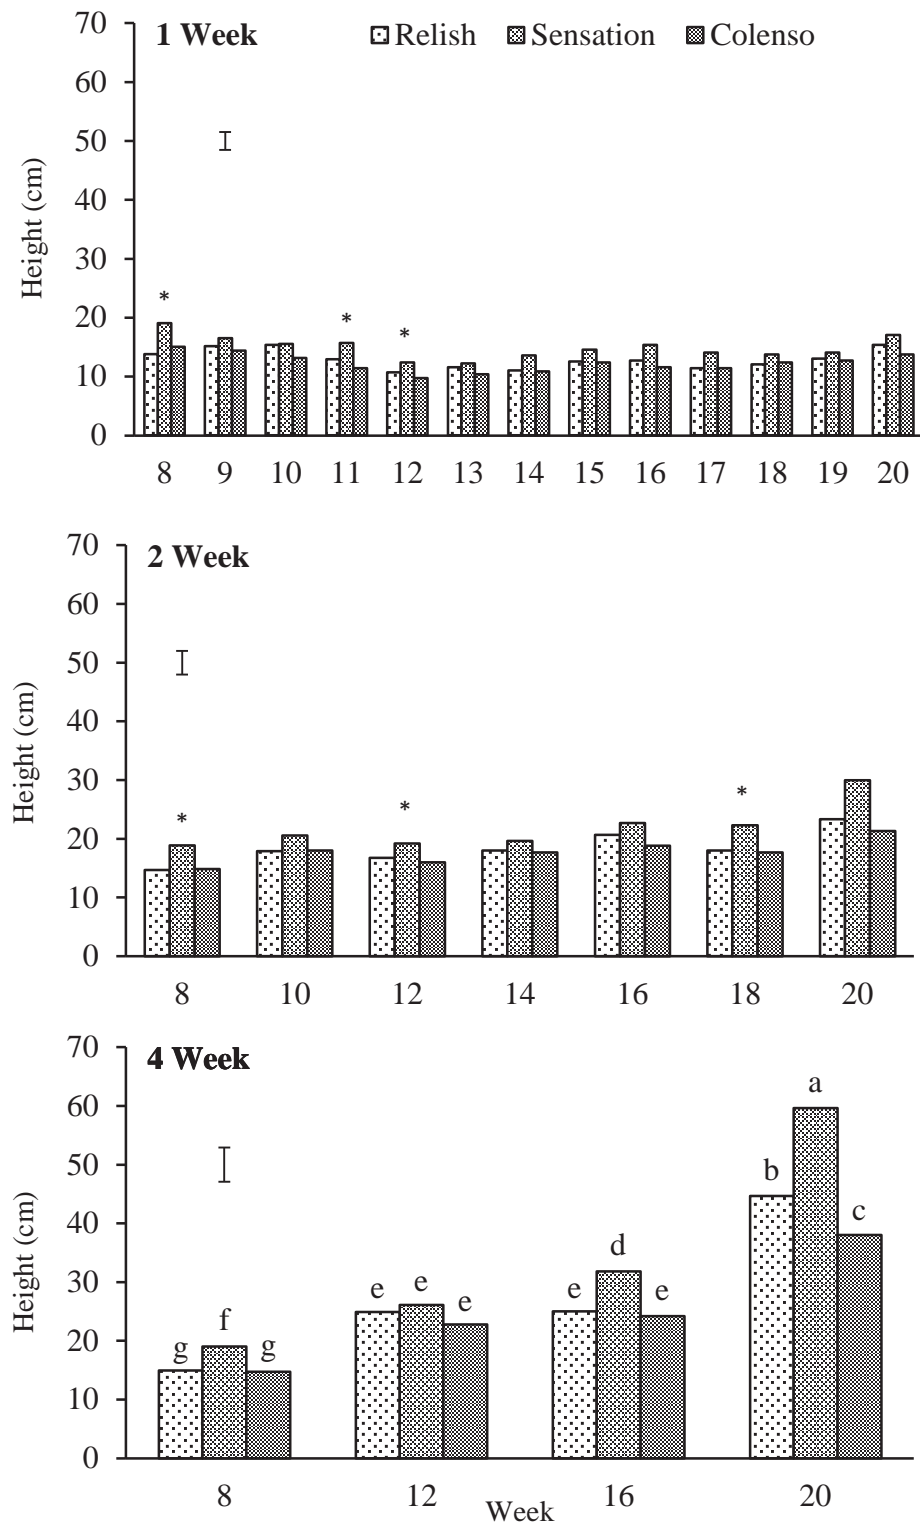 70
1 Week
Relish
Sensation
Colenso
60
50
40
30
20
10
0
Height (cm)
*
*
*
8 9 10 11 12 13 14 15 16 17 18 19 20
70
2 Week
60
50
40
30
20
10
0
Height (cm)
*
*
*
8 10 12 14 16 18 20
70
4 Week
60
50
40
30
20
10
0
Height (cm)
g f g
e e e
e d e
b a c
8 12 16 20
Week